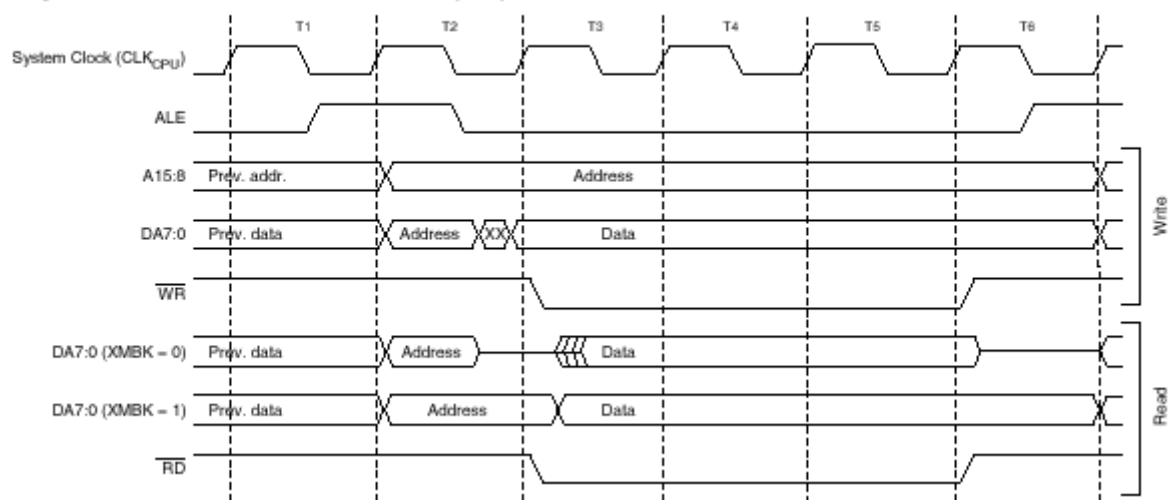 T1 T2 T3 T4 T5 T6
System Clock (CLKCPU)
ALE
A15:8 Prev. addr. Address
DA7:0 Prev. data Address XX Data
WR
Write
DA7:0 (XMBK = 0) Prev. data Address Data
DA7:0 (XMBK = 1) Prev. data Address Data
RD
Read